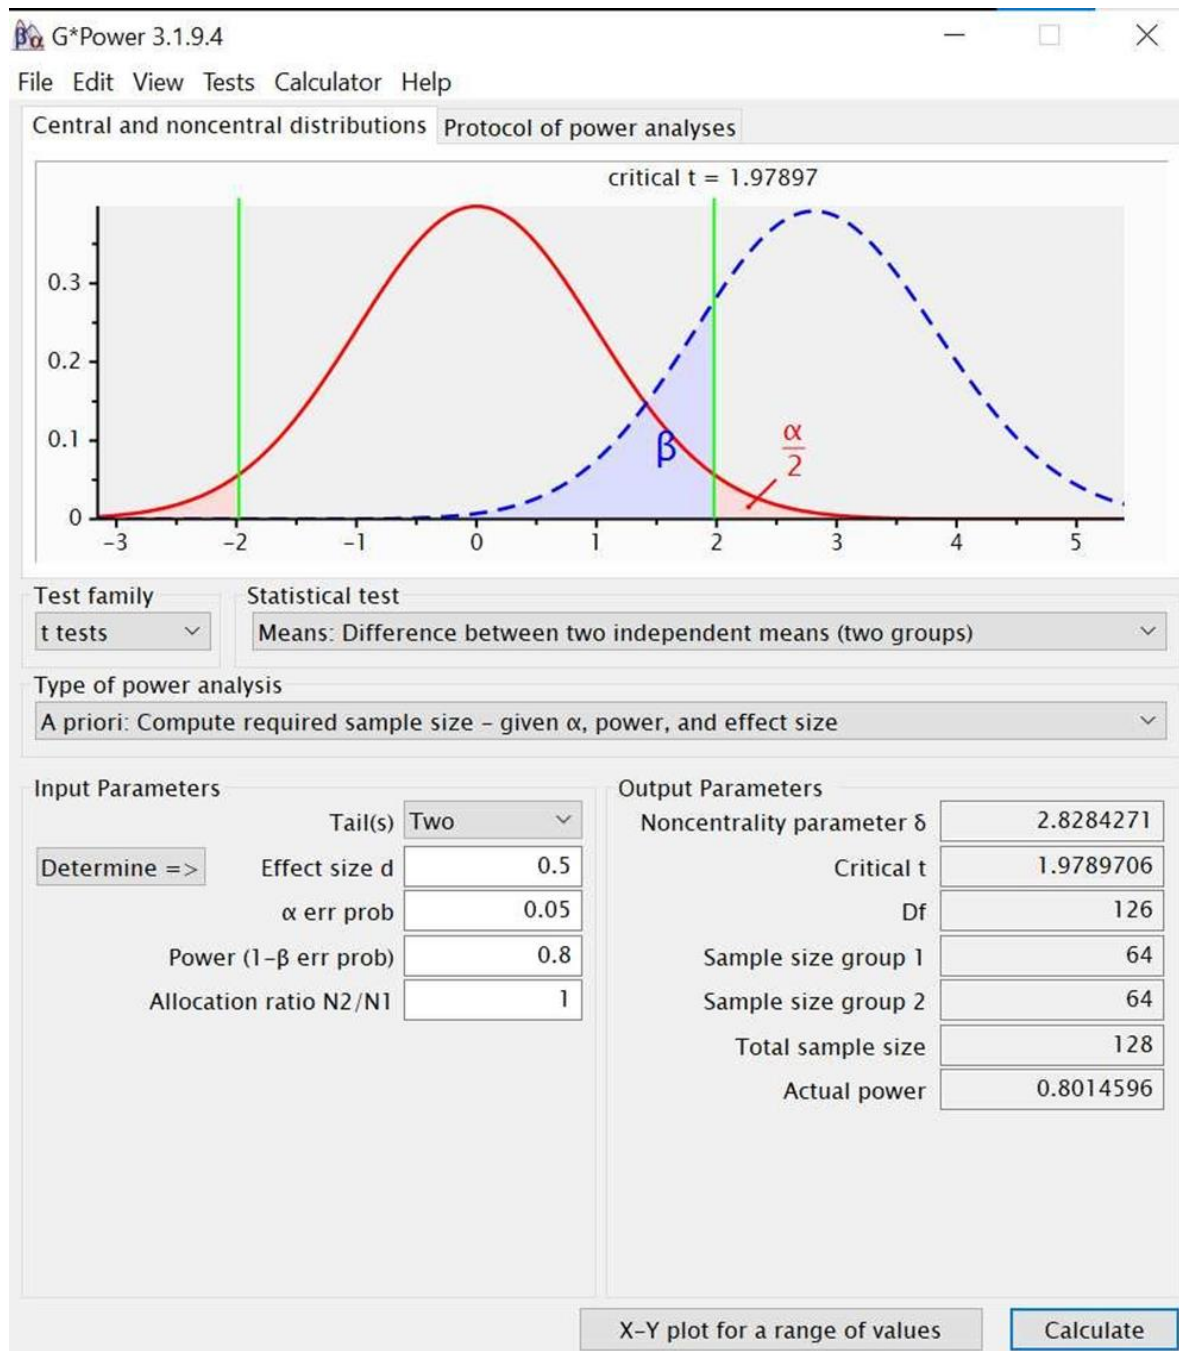 G*Power 3.1.9.4
File Edit View Tests Calculator Help
Central and noncentral distributions Protocol of power analyses
critical t = 1.97897
0.3
0.2
0.1
0
β
α
2
-3 -2 -1 0 1 2 3 4 5
Test family Statistical test
t tests Means: Difference between two independent means (two groups)
Type of power analysis
A priori: Compute required sample size – given α, power, and effect size
Input Parameters Output Parameters
Tail(s) Two Noncentrality parameter δ 2.8284271
Determine => Effect size d 0.5 Critical t 1.9789706
α err prob 0.05 Df 126
Power (1–β err prob) 0.8 Sample size group 1 64
Allocation ratio N2/N1 1 Sample size group 2 64
Total sample size 128
Actual power 0.8014596
X–Y plot for a range of values Calculate